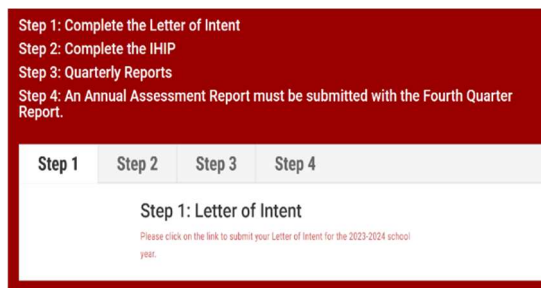 Step 1: Complete the Letter of Intent
Step 2: Complete the IHIP
Step 3: Quarterly Reports
Step 4: An Annual Assessment Report must be submitted with the Fourth Quarter
Report.
Step 1 Step 2 Step 3 Step 4
Step 1: Letter of Intent
Please click on the link to submit your Letter of Intent for the 2023-2024 school
year.